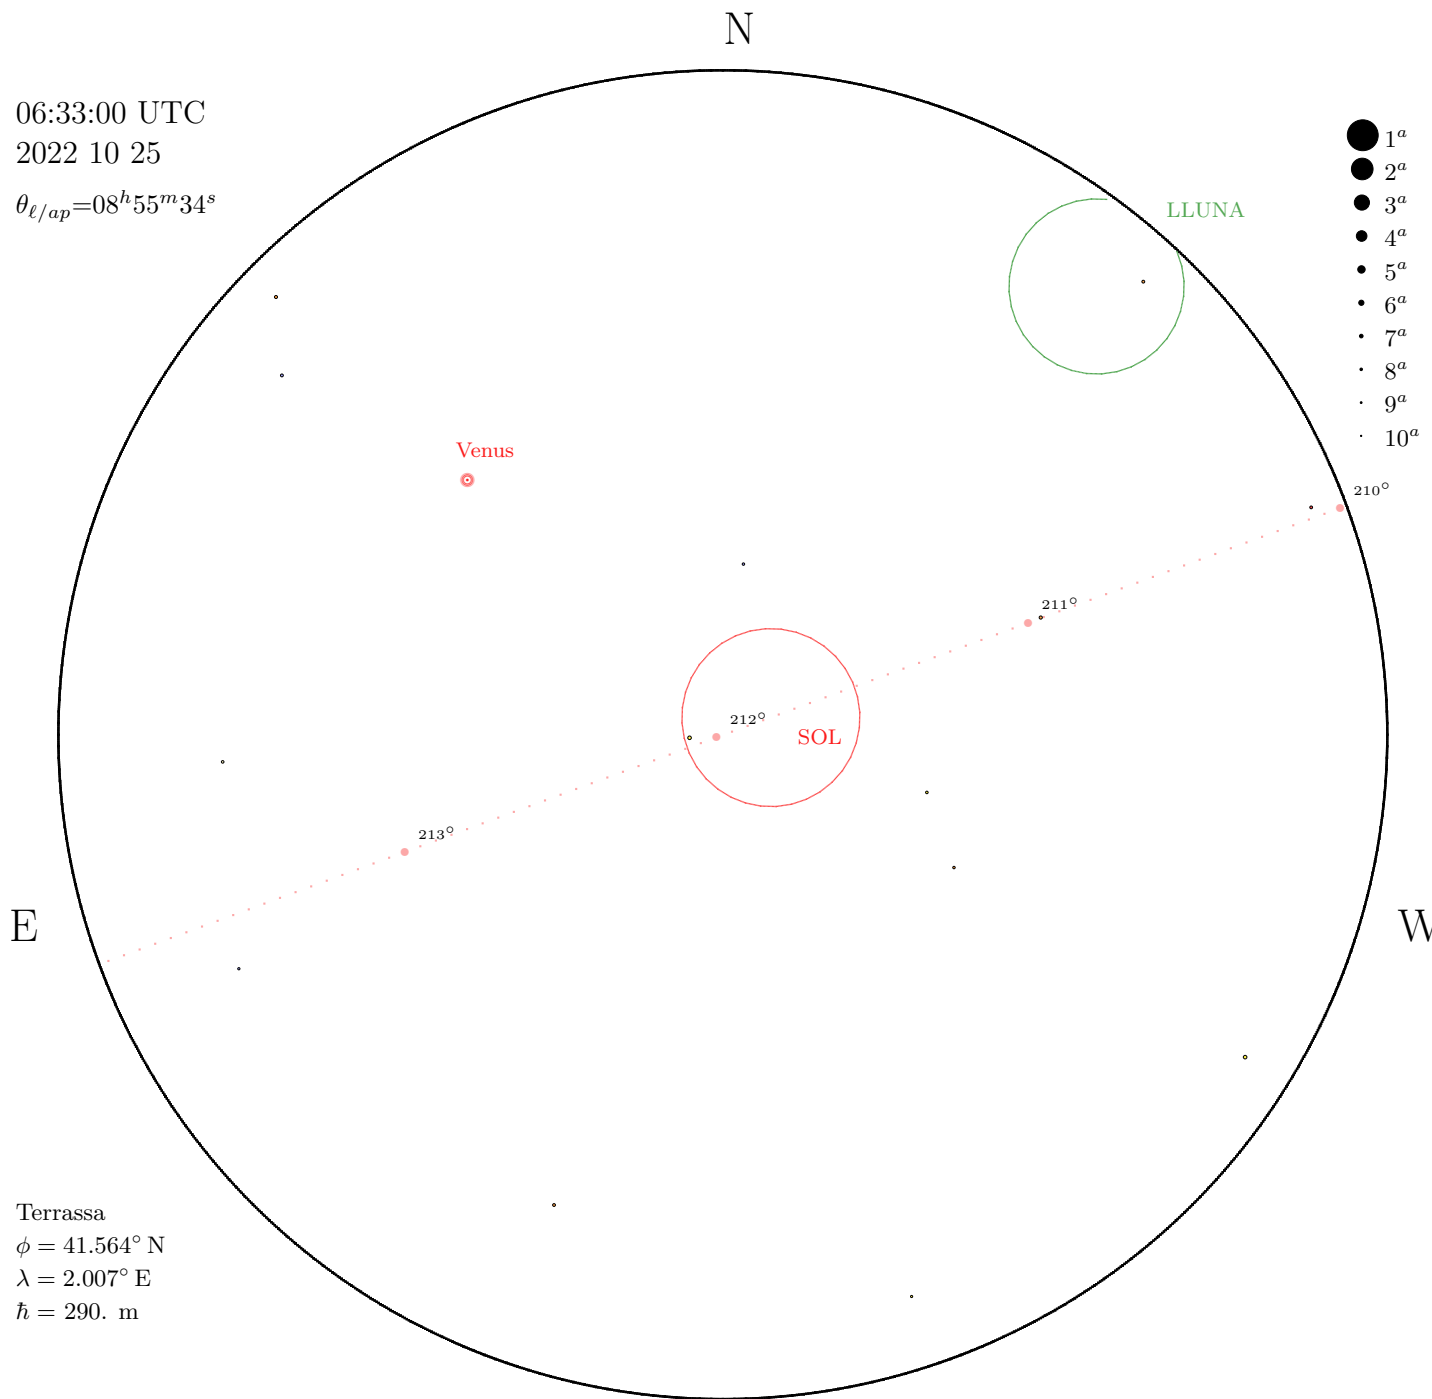 N
06:33:00 UTC
2022 10 25
θℓ/ap=08h55m34s
LLUNA
1a
2a
3a
4a
5a
6a
7a
8a
9a
10a
Venus
210°
211°
212°
SOL
213°
E
W
Terrassa
ϕ = 41.564° N
λ = 2.007° E
ħ = 290. m